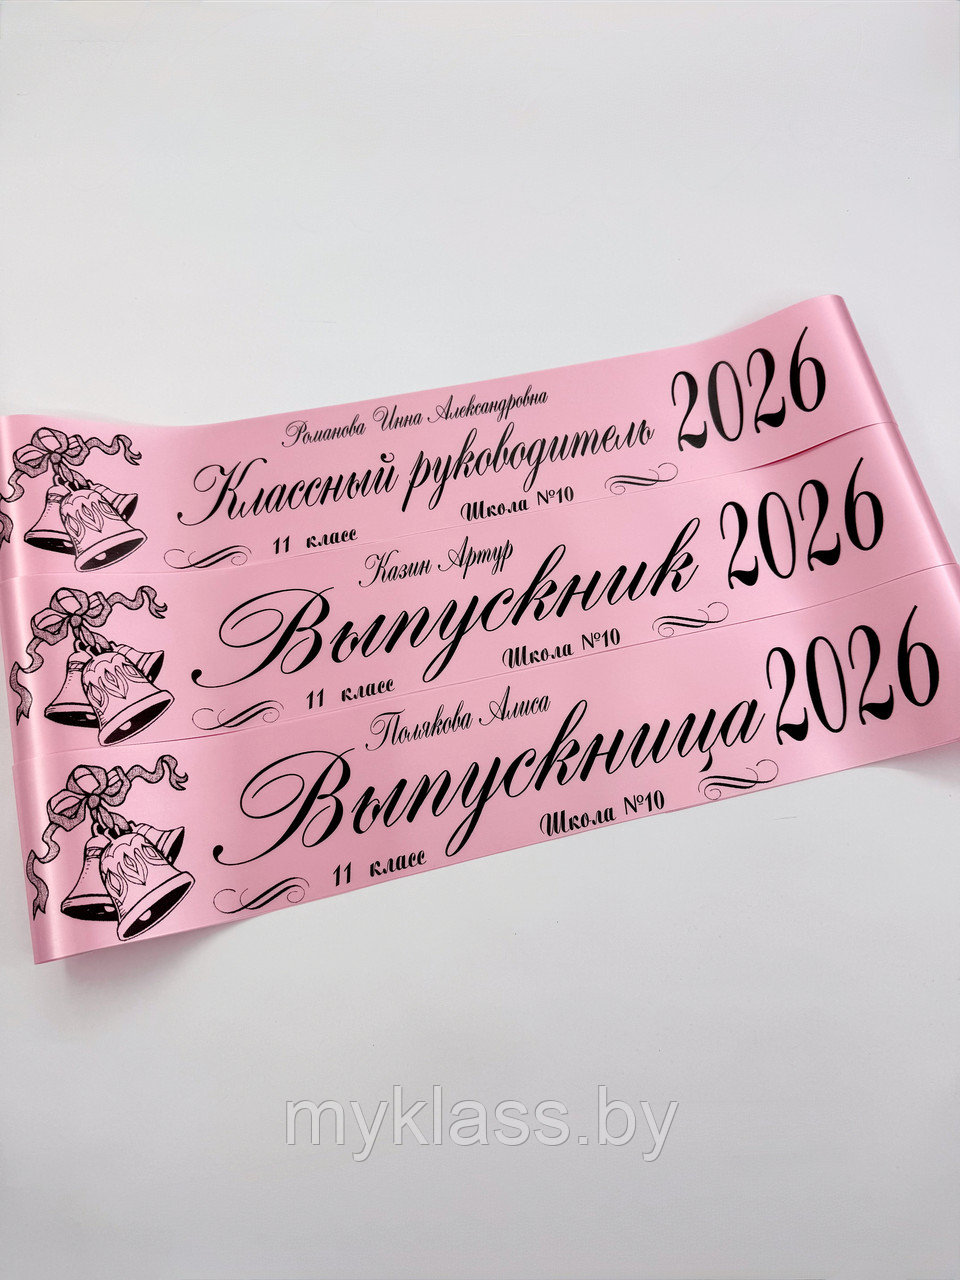 Романова Инна Александровна
Классный руководитель 2026
11 класс Школа №10
Казин Артур
Выпускник 2026
11 класс Школа №10
Полякова Алиса
Выпускница 2026
11 класс Школа №10
myklass.by